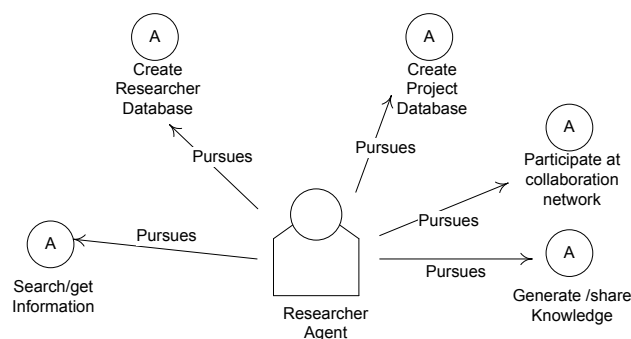 A
Create
Researcher
Database
A
Create
Project
Database
Pursues
Pursues
A
Participate at
collaboration
network
Pursues
A
Search/get
Information
Pursues
Pursues
A
Generate /share
Knowledge
Researcher
Agent